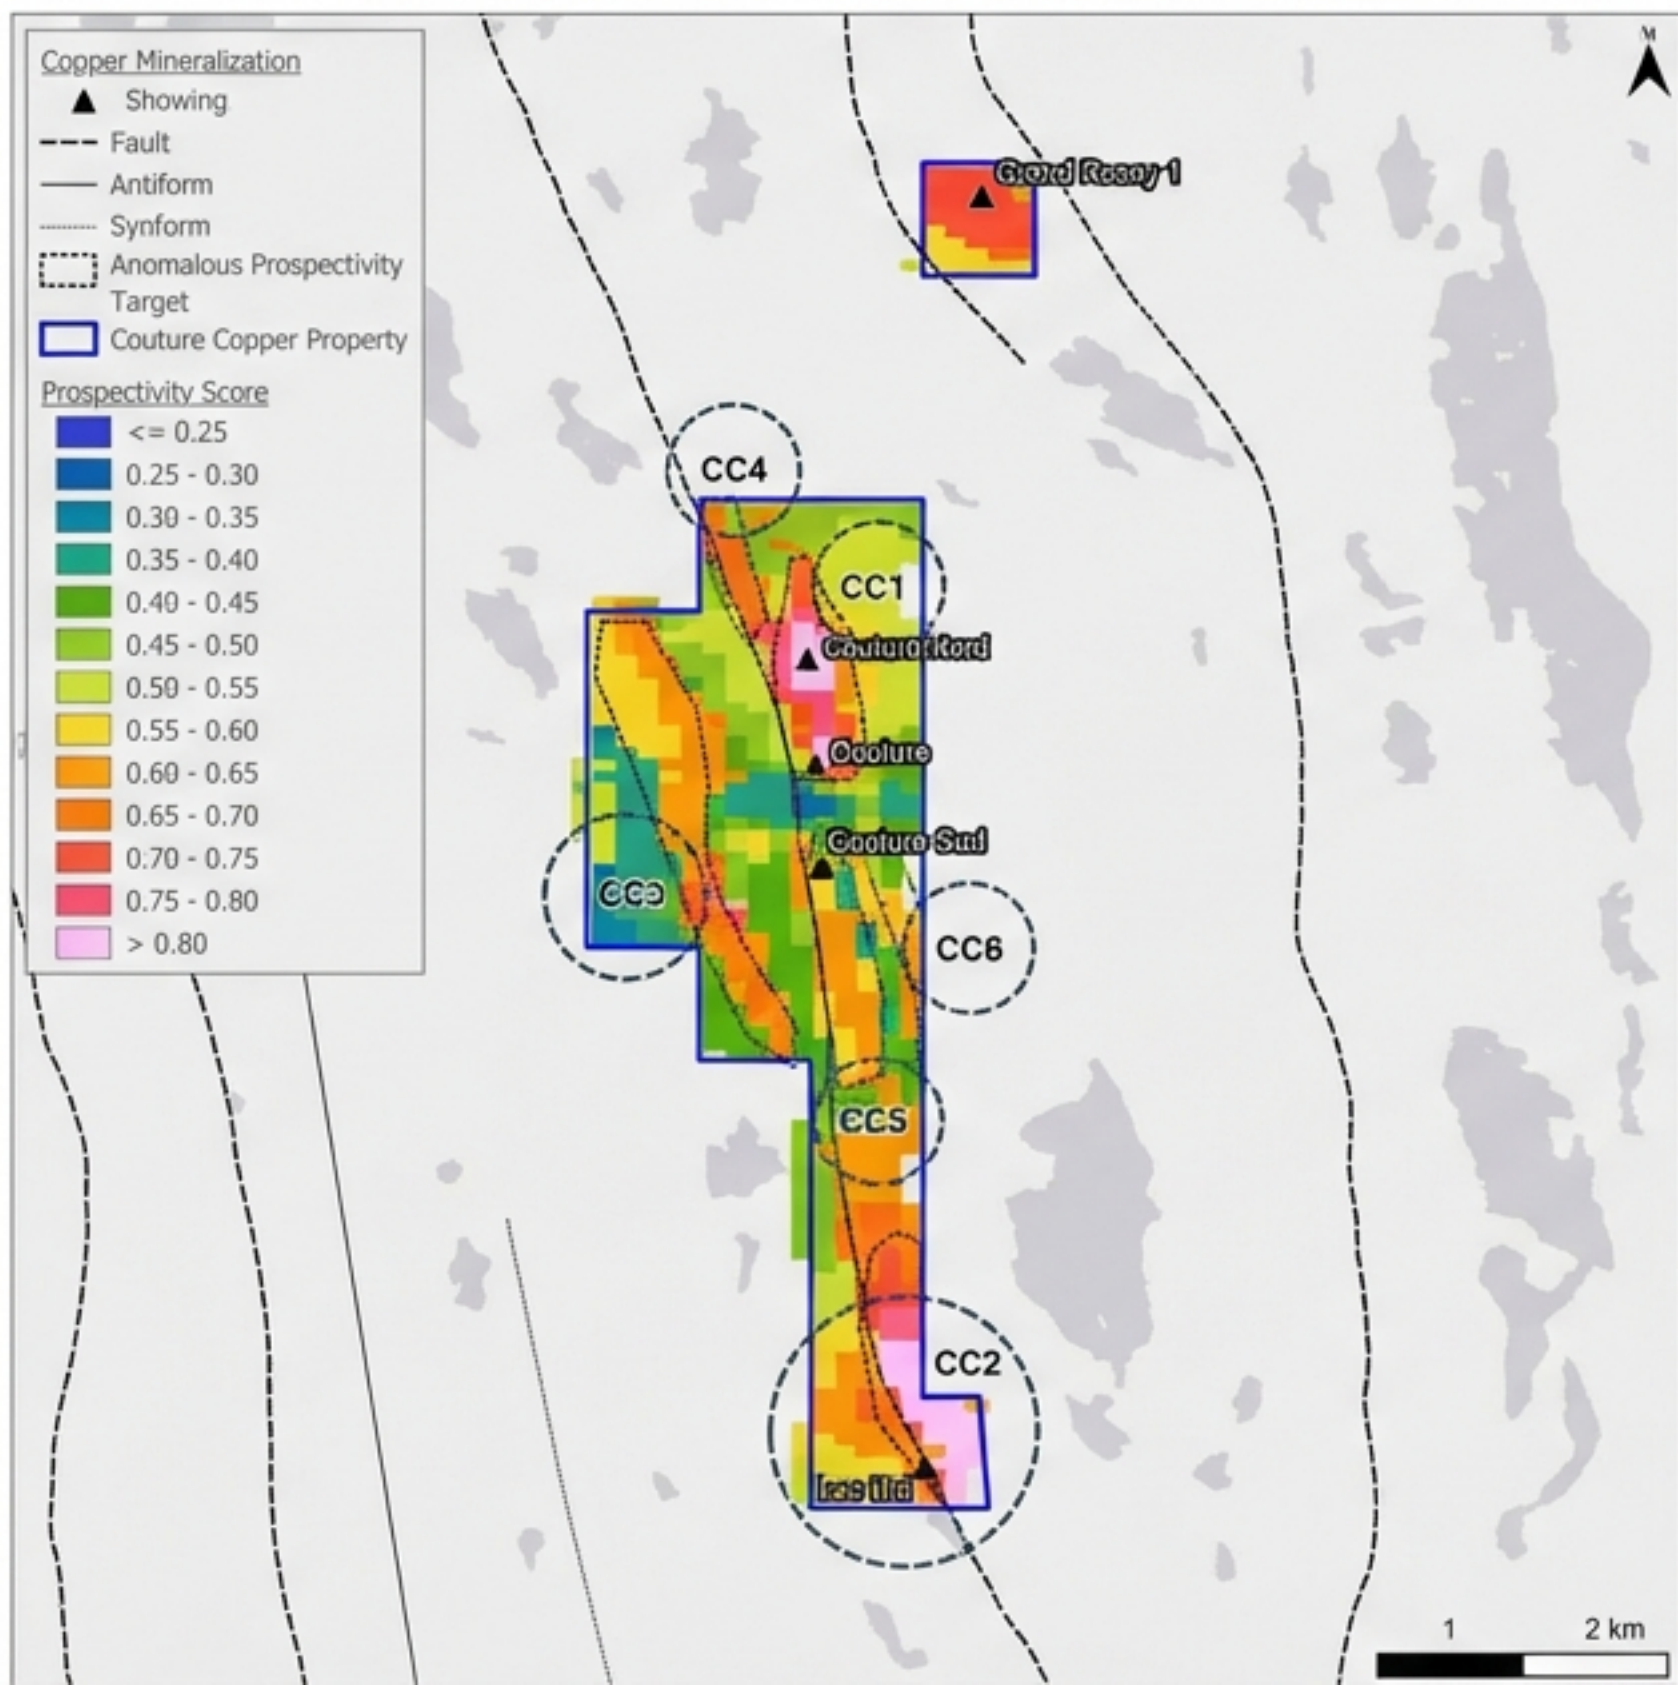 Copper Mineralization
Showing
Fault
Antiform
Synform
Anomalous Prospectivity
Target
Couture Copper Property
Prospectivity Score
<= 0.25
0.25 - 0.30
0.30 - 0.35
0.35 - 0.40
0.40 - 0.45
0.45 - 0.50
0.50 - 0.55
0.55 - 0.60
0.60 - 0.65
0.65 - 0.70
0.70 - 0.75
0.75 - 0.80
> 0.80
CC4
CC1
CC6
CC5
CC2
1 2 km